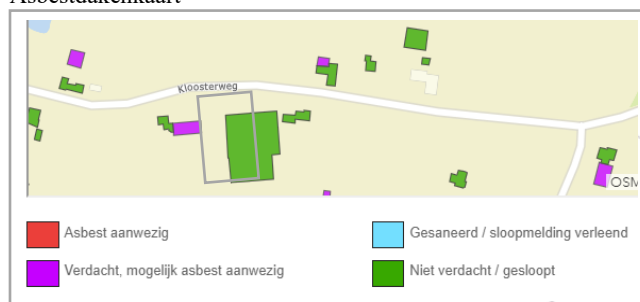 Asbestdakenkaart
Kloosterweg
OSM
Asbest aanwezig
Gesaneerd / sloopmelding verleend
Verdacht, mogelijk asbest aanwezig
Niet verdacht / gesloopt